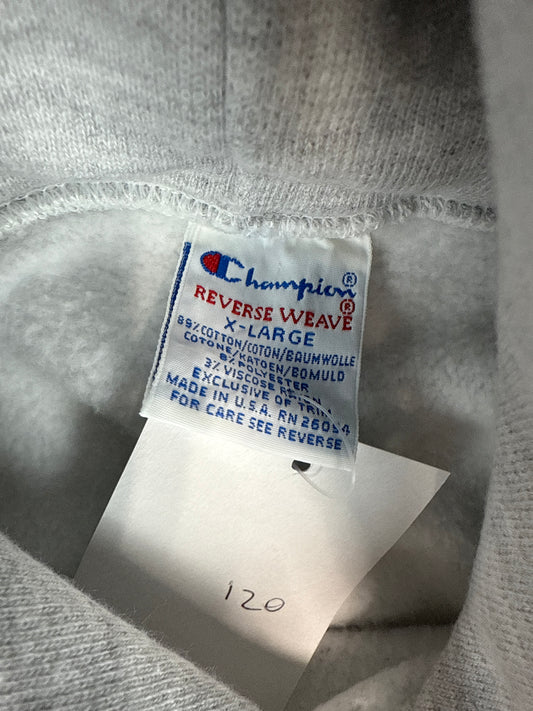 Champion®
REVERSE WEAVE®
X-LARGE
89% COTTON/COTON/BAUMWOLLE
COTONE/KATOEN/BOMULD
8% POLYESTER
3% VISCOSE RAYON
EXCLUSIVE OF TRIM
MADE IN U.S.A. RN 26094
FOR CARE SEE REVERSE
120